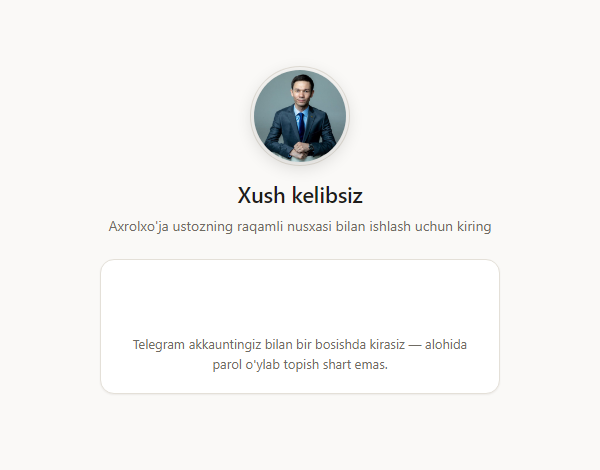 Xush kelibsiz
Axrolxo'ja ustozning raqamli nusxasi bilan ishlash uchun kiring
Telegram akkauntingiz bilan bir bosishda kirasiz — alohida
parol o'ylab topish shart emas.